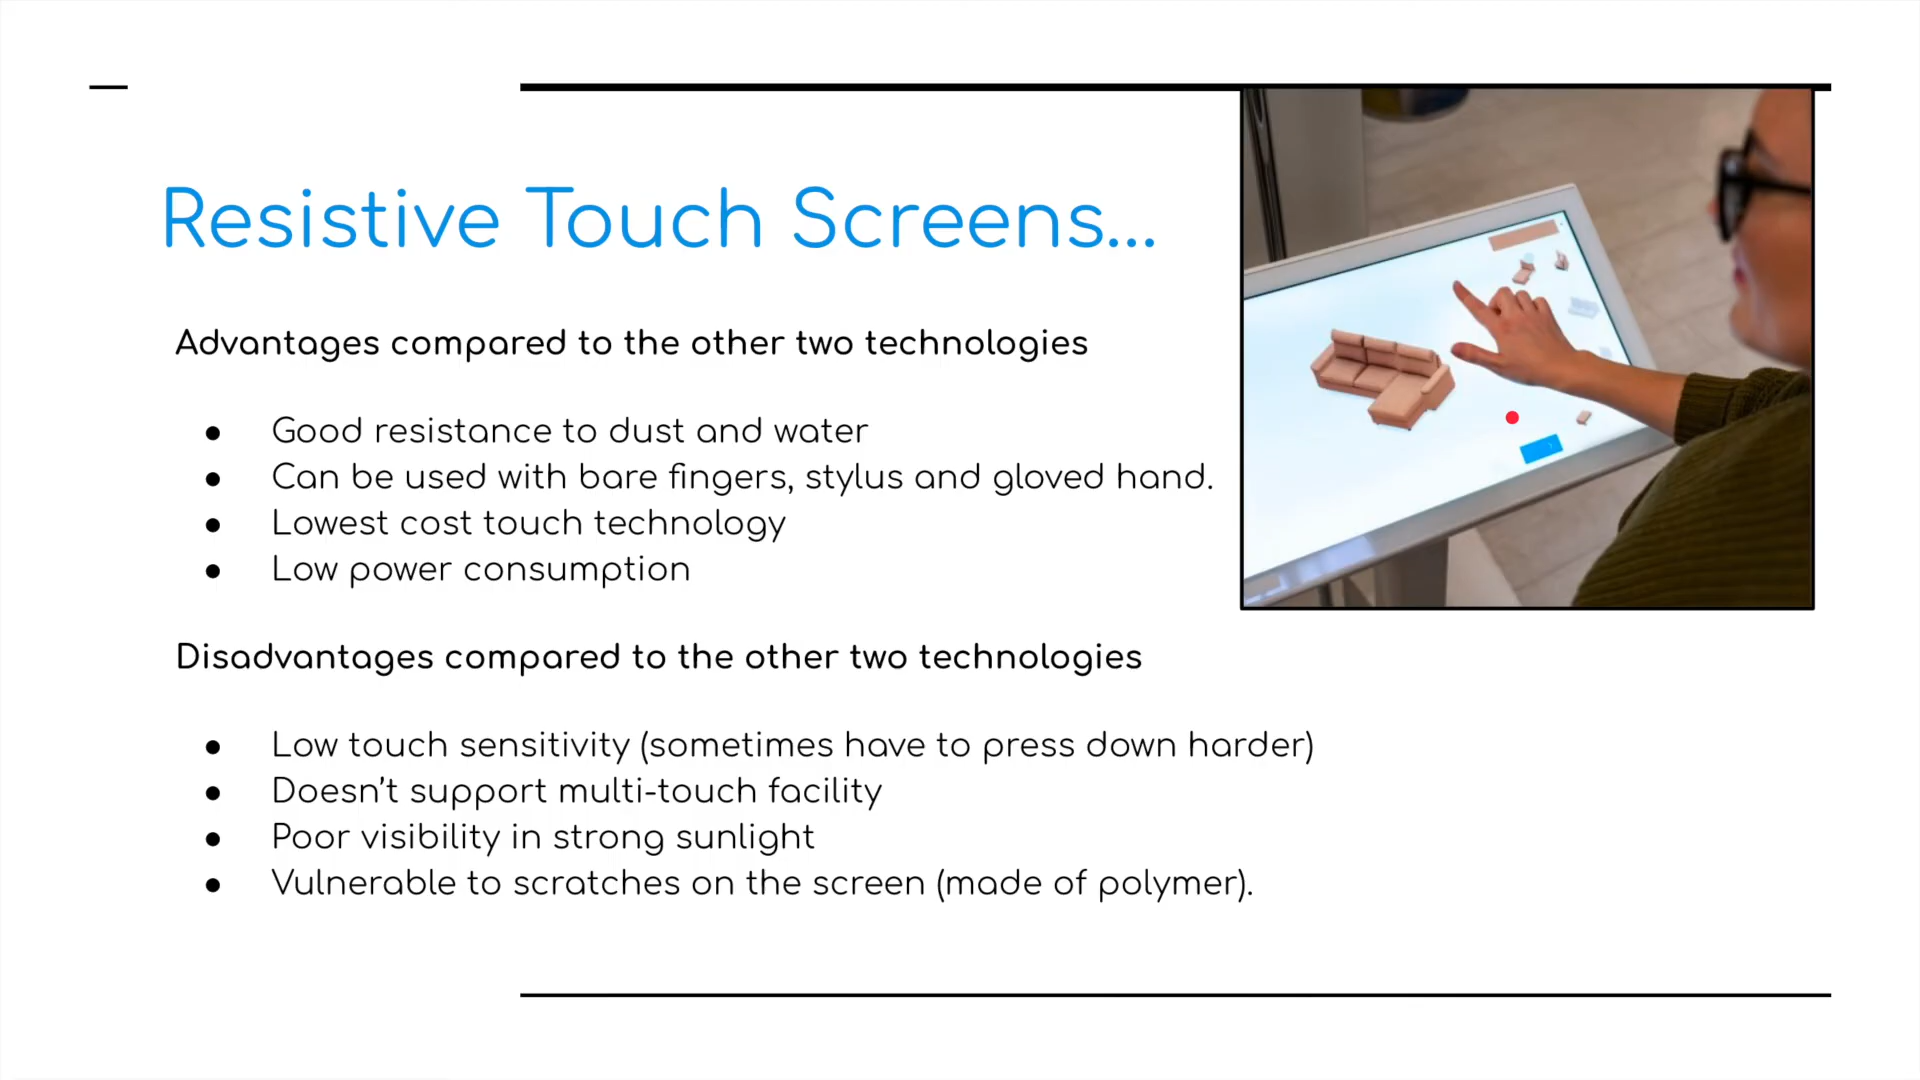 Resistive Touch Screens...
Advantages compared to the other two technologies
● Good resistance to dust and water
● Can be used with bare fingers, stylus and gloved hand.
● Lowest cost touch technology
● Low power consumption
Disadvantages compared to the other two technologies
● Low touch sensitivity (sometimes have to press down harder)
● Doesn’t support multi-touch facility
● Poor visibility in strong sunlight
● Vulnerable to scratches on the screen (made of polymer).